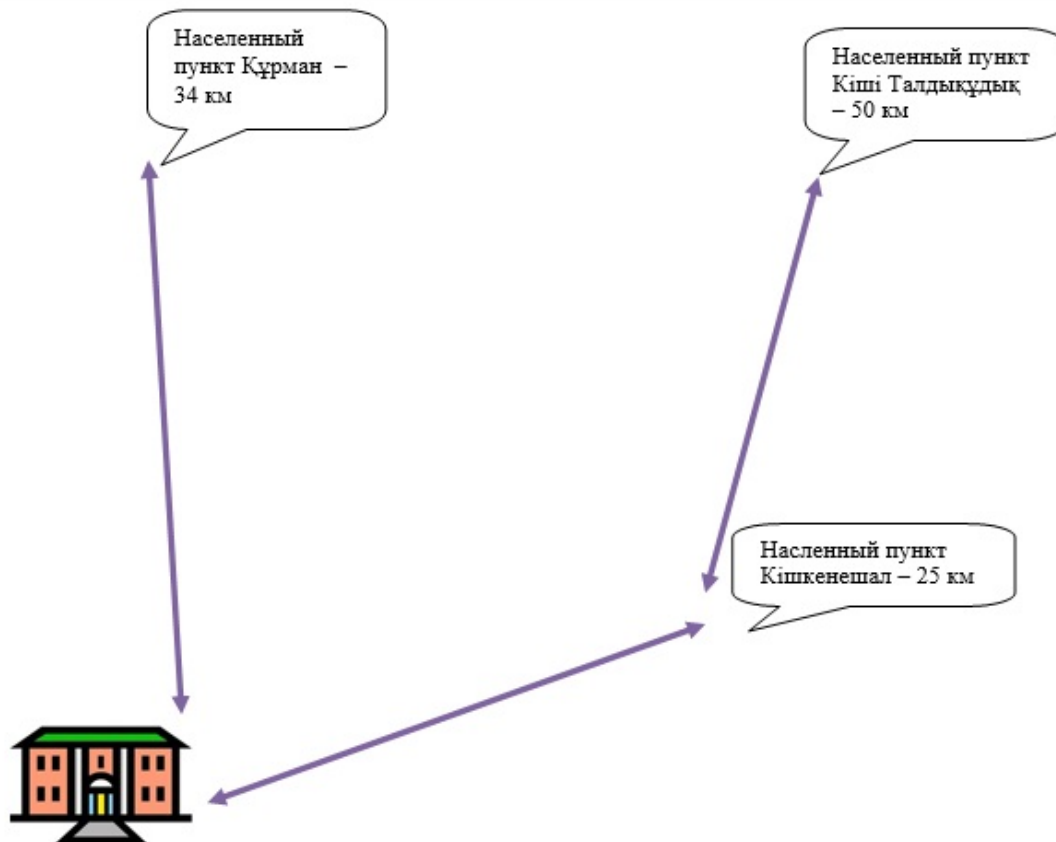 Населенный
пункт Құрман –
34 км
Населенный пункт
Кіші Талдықұдық
– 50 км
Насленный пункт
Кішкенешал – 25 км